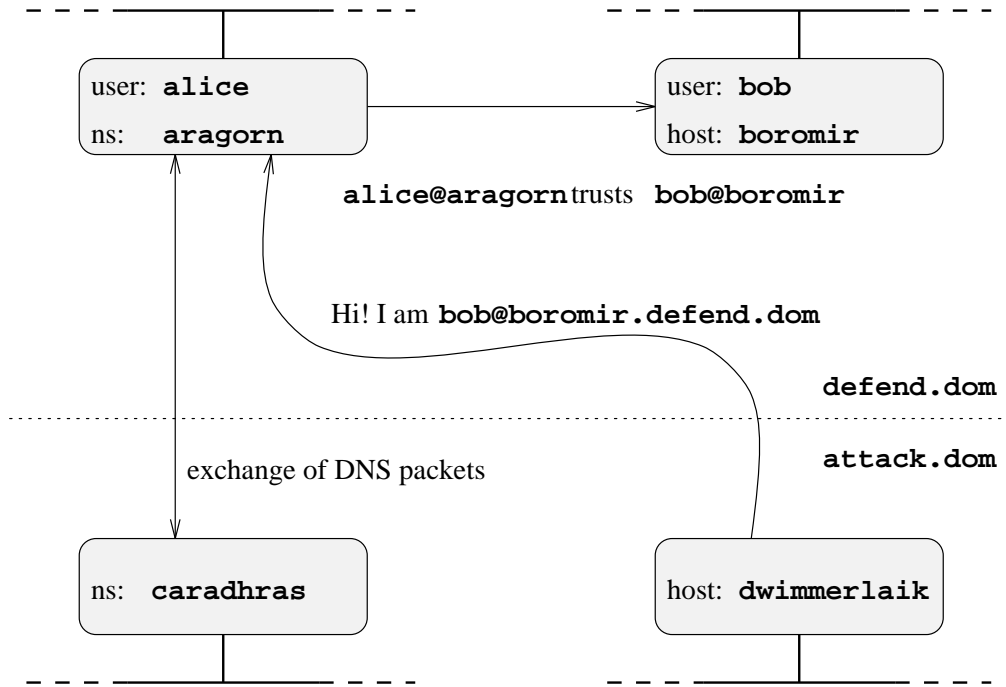 user: alice
ns: aragorn
user: bob
host: boromir
alice@aragorn trusts bob@boromir
Hi! I am bob@boromir.defend.dom
defend.dom
attack.dom
exchange of DNS packets
ns: caradhras
host: dwimmerlaik